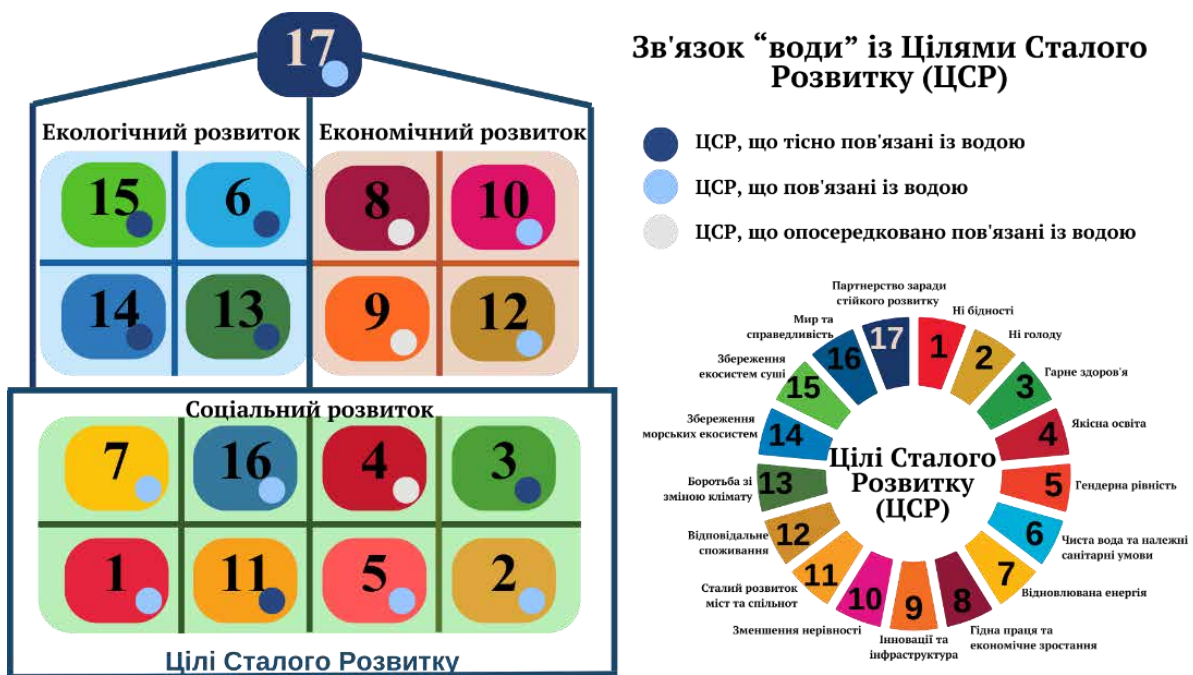 17
Екологічний розвиток
Економічний розвиток
15
6
8
10
14
13
9
12
Соціальний розвиток
7
16
4
3
1
11
5
2
Цілі Сталого Розвитку
Зв'язок “води” із Цілями Сталого
Розвитку (ЦСР)
ЦСР, що тісно пов'язані із водою
ЦСР, що пов'язані із водою
ЦСР, що опосередковано пов'язані із водою
Партнерство заради
стійкого розвитку
17
Ні бідності
1
Ні голоду
2
Гарне здоров'я
3
Якісна освіта
4
Гендерна рівність
5
Чиста вода та належні
санітарні умови
6
Відновлювана енергія
7
Гідна праця та
економічне зростання
8
Інновації та
інфраструктура
9
Зменшення нерівності
10
Сталий розвиток
міст та спільнот
11
Відповідальне
споживання
12
Боротьба зі
зміною клімату
13
Збереження
морських екосистем
14
Збереження
екосистем суші
15
Мир та
справедливість
16
Цілі Сталого
Розвитку
(ЦСР)